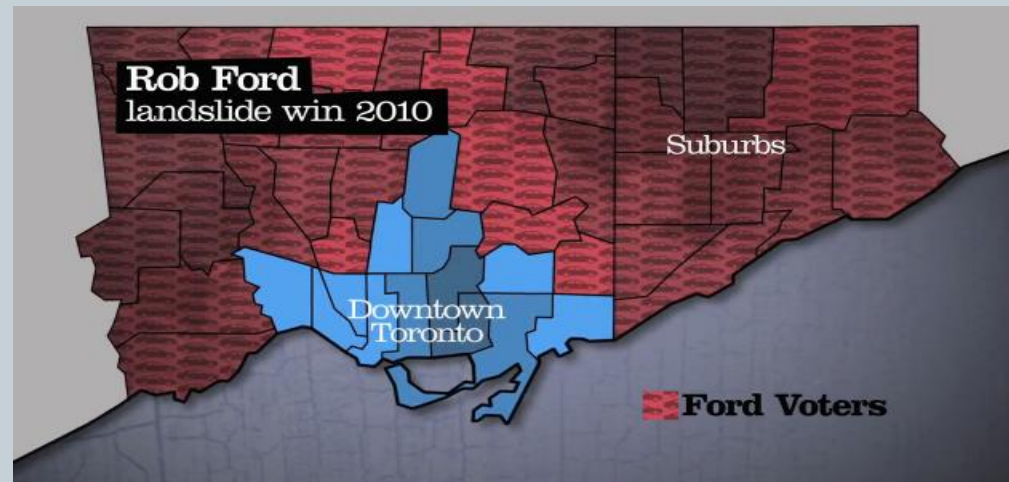 Rob Ford
landslide win 2010
Suburbs
Downtown
Toronto
Ford Voters